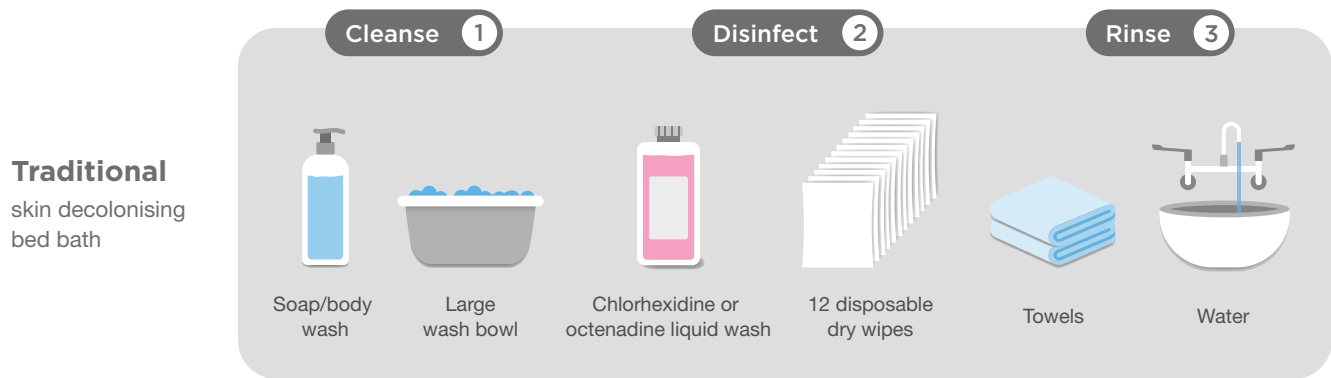 Cleanse 1
Disinfect 2
Rinse 3
Traditional
skin decolonising
bed bath
Soap/body
wash
Large
wash bowl
Chlorhexidine or
octenadine liquid wash
12 disposable
dry wipes
Towels
Water